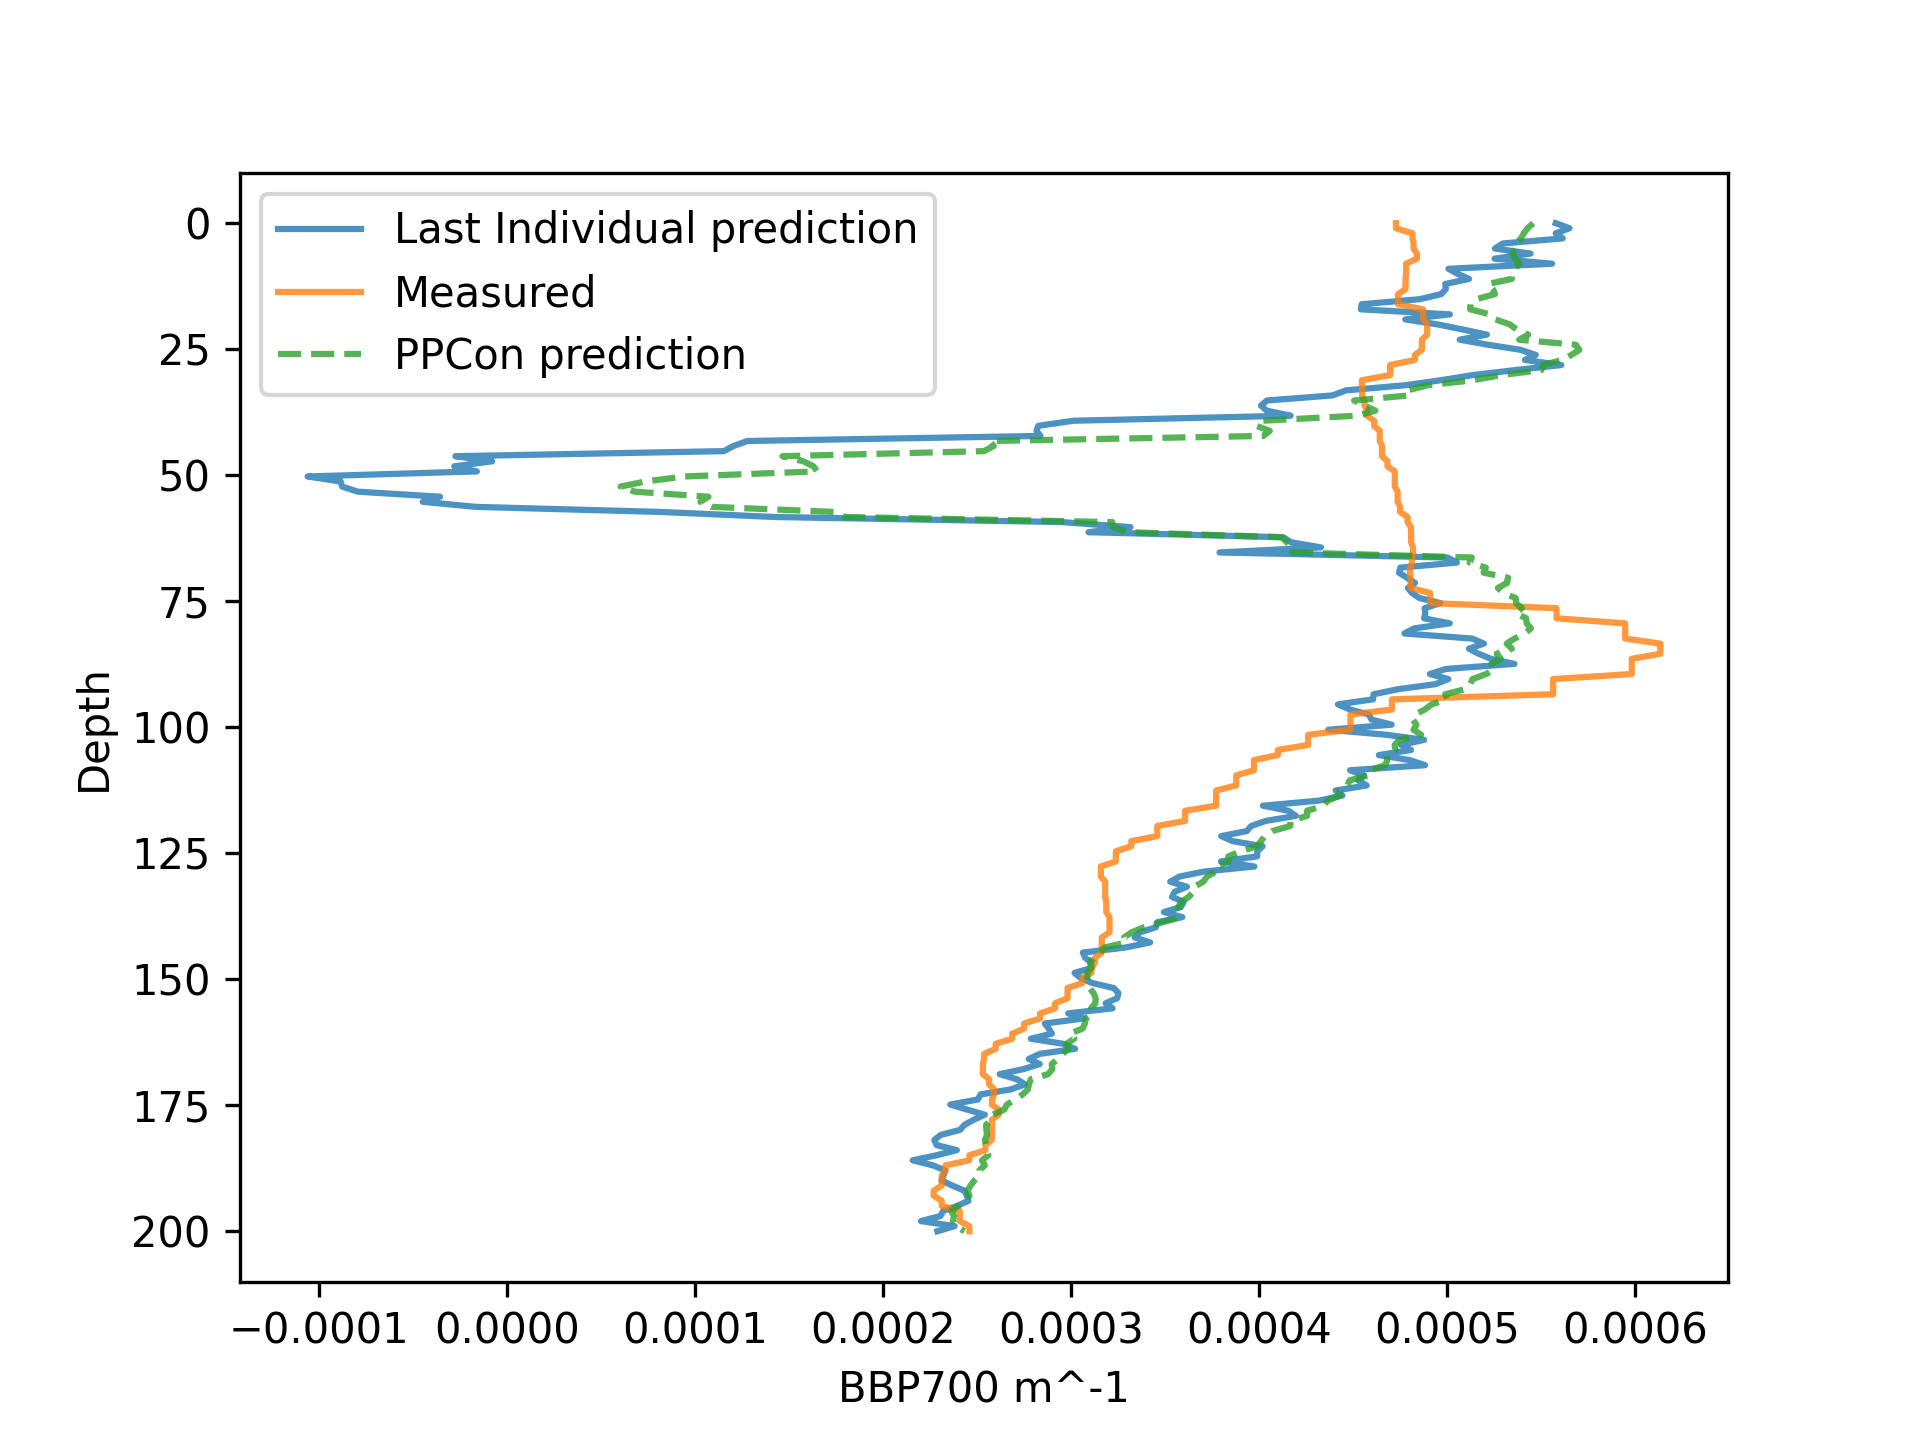 Last Individual prediction
Measured
PPCon prediction
0
25
50
75
100
125
150
175
200
Depth
−0.0001 0.0000 0.0001 0.0002 0.0003 0.0004 0.0005 0.0006
BBP700 m^-1